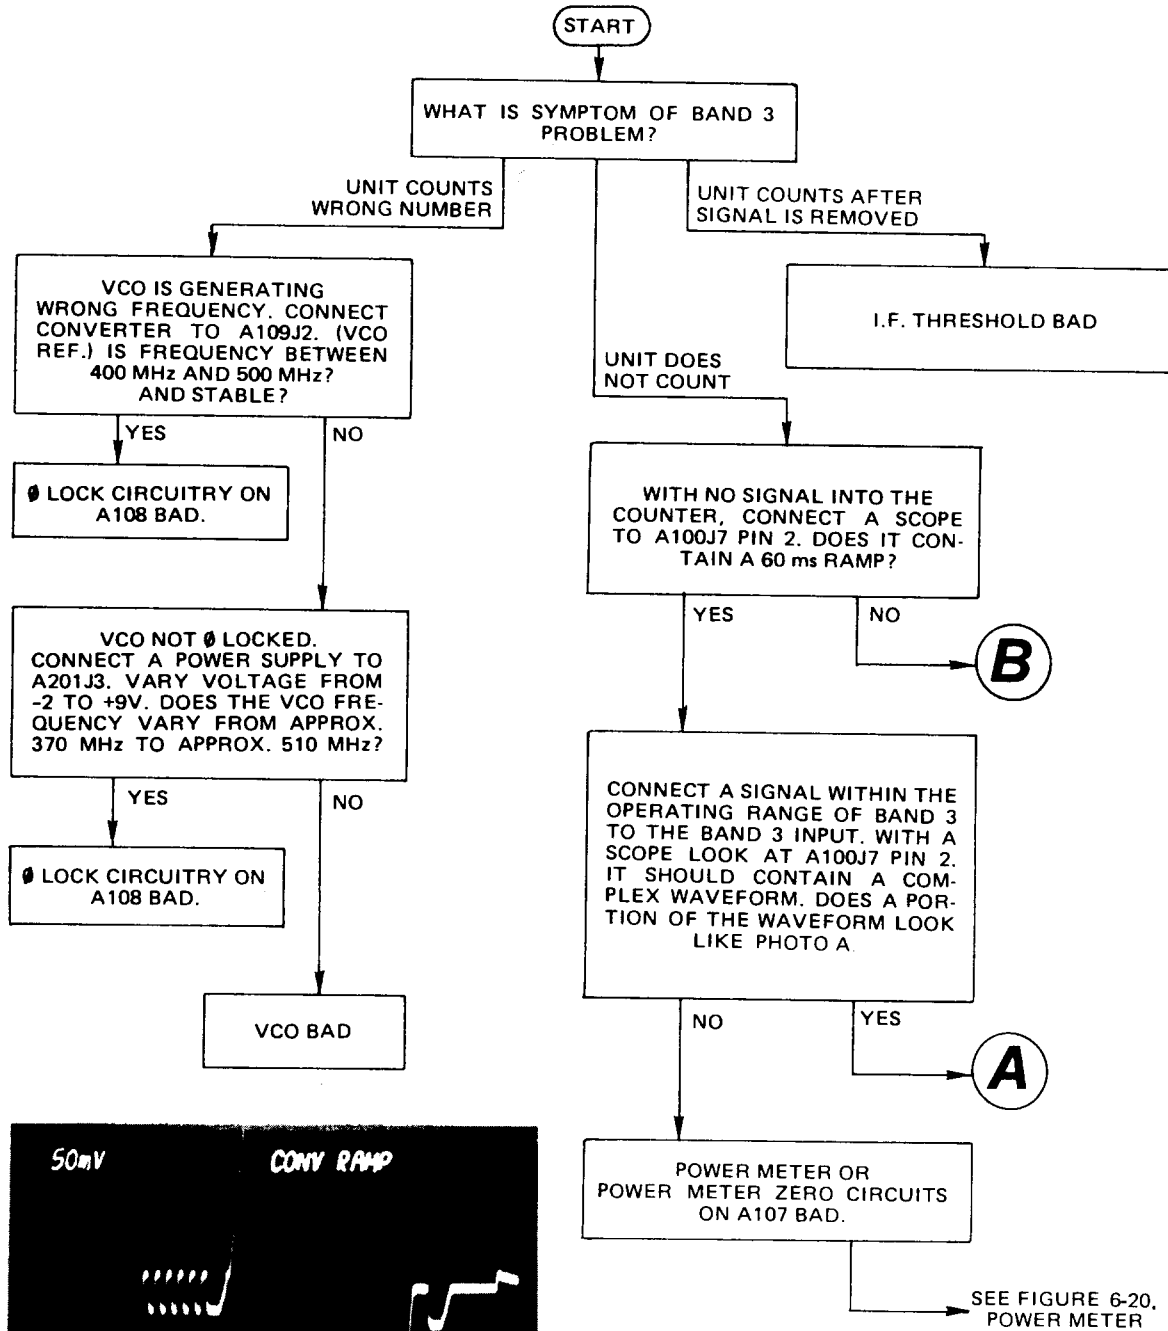 START
WHAT IS SYMPTOM OF BAND 3
PROBLEM?
UNIT COUNTS
WRONG NUMBER
UNIT COUNTS AFTER
SIGNAL IS REMOVED
VCO IS GENERATING
WRONG FREQUENCY. CONNECT
CONVERTER TO A109J2. (VCO
REF.) IS FREQUENCY BETWEEN
400 MHz AND 500 MHz?
AND STABLE?
I.F. THRESHOLD BAD
UNIT DOES
NOT COUNT
YES
NO
Ø LOCK CIRCUITRY ON
A108 BAD.
WITH NO SIGNAL INTO THE
COUNTER, CONNECT A SCOPE
TO A100J7 PIN 2. DOES IT CON-
TAIN A 60 ms RAMP?
YES
NO
B
VCO NOT Ø LOCKED.
CONNECT A POWER SUPPLY TO
A201J3. VARY VOLTAGE FROM
-2 TO +9V. DOES THE VCO FRE-
QUENCY VARY FROM APPROX.
370 MHz TO APPROX. 510 MHz?
YES
NO
Ø LOCK CIRCUITRY ON
A108 BAD.
VCO BAD
CONNECT A SIGNAL WITHIN THE
OPERATING RANGE OF BAND 3
TO THE BAND 3 INPUT. WITH A
SCOPE LOOK AT A100J7 PIN 2.
IT SHOULD CONTAIN A COM-
PLEX WAVEFORM. DOES A POR-
TION OF THE WAVEFORM LOOK
LIKE PHOTO A
NO
YES
A
POWER METER OR
POWER METER ZERO CIRCUITS
ON A107 BAD.
SEE FIGURE 6-20,
POWER METER
50mV
CONV RAMP